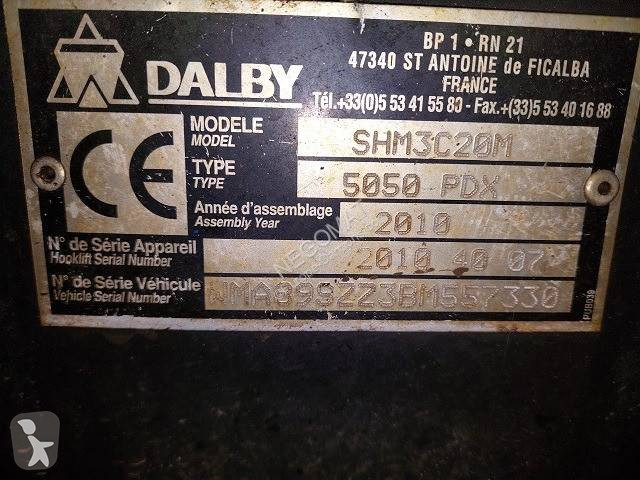 DALBY
BP 1 • RN 21
47340 ST ANTOINE de FICALBA
FRANCE
Tél.+33(0)5 53 41 55 80 - Fax.+(33)5 53 40 16 88
CE
MODELE
MODEL
SHM3C20M
TYPE
TYPE
5050 PDX
Année d'assemblage
Assembly Year
2010
N° de Série Appareil
Hooklift Serial Number
2010 40 07
N° de Série Véhicule
Vehicle Serial Number
WMA89SZZ3BM557330